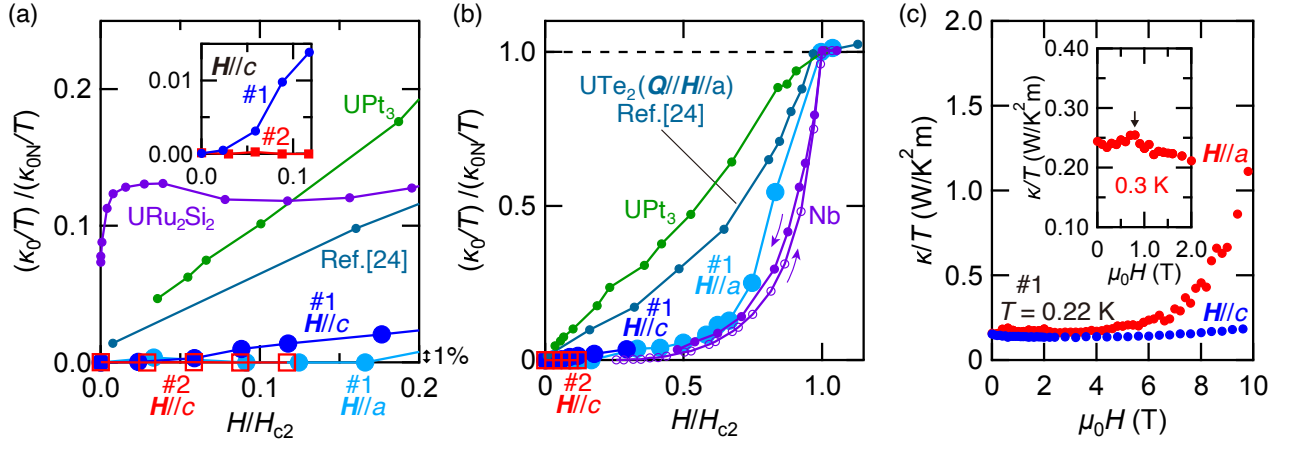 (a)
(κ₀/T) / (κ₀N/T)
0.2
0.1
0.0
0.0
0.1
0.2
H/Hc2
H//c
0.01
0.00
0.0
0.1
#1
#2
UPt₃
URu₂Si₂
Ref.[24]
#1
H//c
1%
#2
H//c
#1
H//a
(b)
(κ₀/T) / (κ₀N/T)
1.0
0.5
0
0
0.5
1.0
H/Hc2
UTe₂(Q//H//a)
Ref.[24]
UPt₃
Nb
#1
H//a
#1
H//c
#2
H//c
(c)
κ/T (W/K²m)
2.0
1.5
1.0
0.5
0
0
2
4
6
8
10
μ₀H (T)
κ/T (W/K²m)
0.40
0.30
0.20
0.10
0
1.0
2.0
μ₀H (T)
0.3 K
H//a
#1
T = 0.22 K
H//c